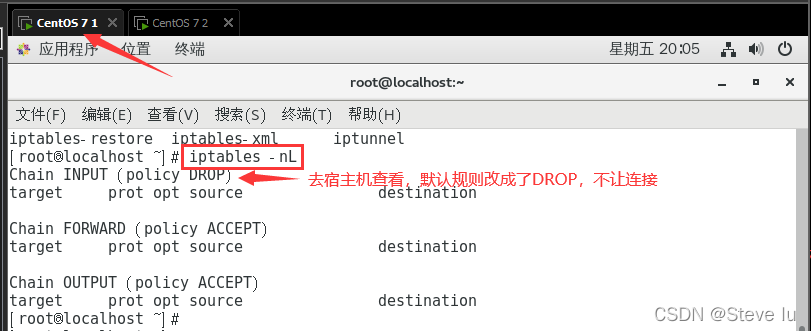 CentOS 7 1 CentOS 7 2
应用程序 位置 终端 星期五 20:05
root@localhost:~
文件(F) 编辑(E) 查看(V) 搜索(S) 终端(T) 帮助(H)
iptables-restore iptables-xml iptunnel
[root@localhost ~]# iptables -nL
Chain INPUT (policy DROP)
去宿主机查看，默认规则改成了DROP，不让连接
target prot opt source destination
Chain FORWARD (policy ACCEPT)
target prot opt source destination
Chain OUTPUT (policy ACCEPT)
target prot opt source destination
[root@localhost ~]#
CSDN @Steve lu